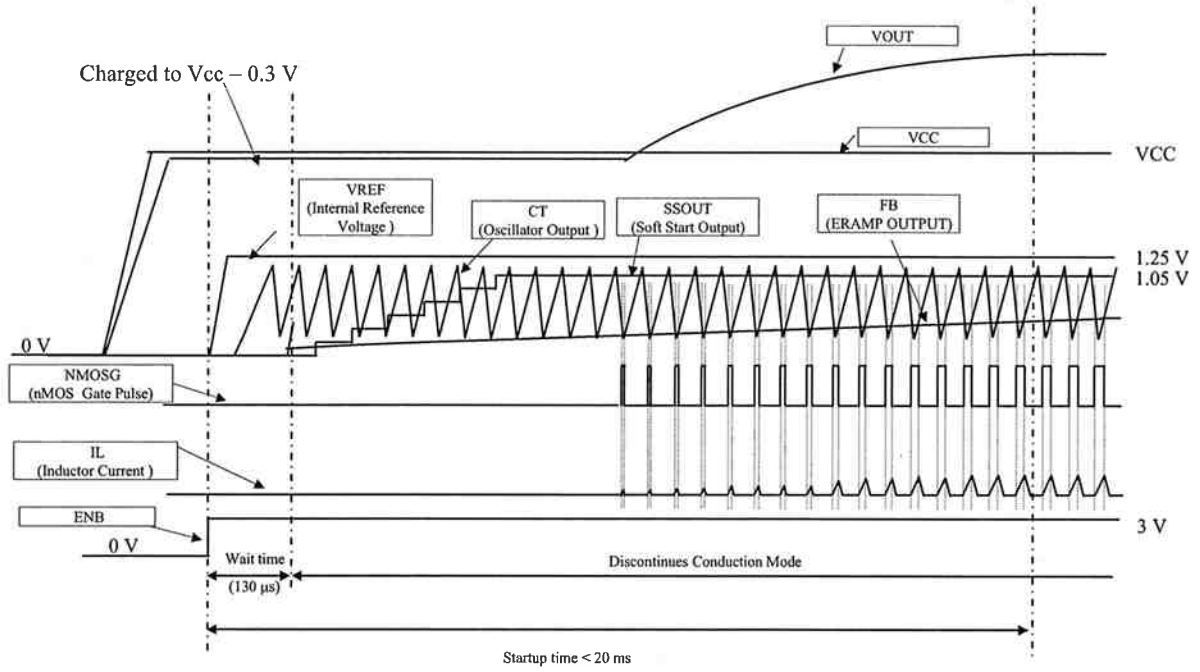 VOUT
Charged to Vcc – 0.3 V
VCC
VCC
VREF
(Internal Reference
Voltage )
CT
(Oscillator Output )
SSOUT
(Soft Start Output)
FB
(ERAMP OUTPUT)
1.25 V
1.05 V
0 V
NMOSG
(nMOS Gate Pulse)
IL
(Inductor Current )
ENB
0 V
3 V
Wait time
(130 µs)
Discontinues Conduction Mode
Startup time < 20 ms